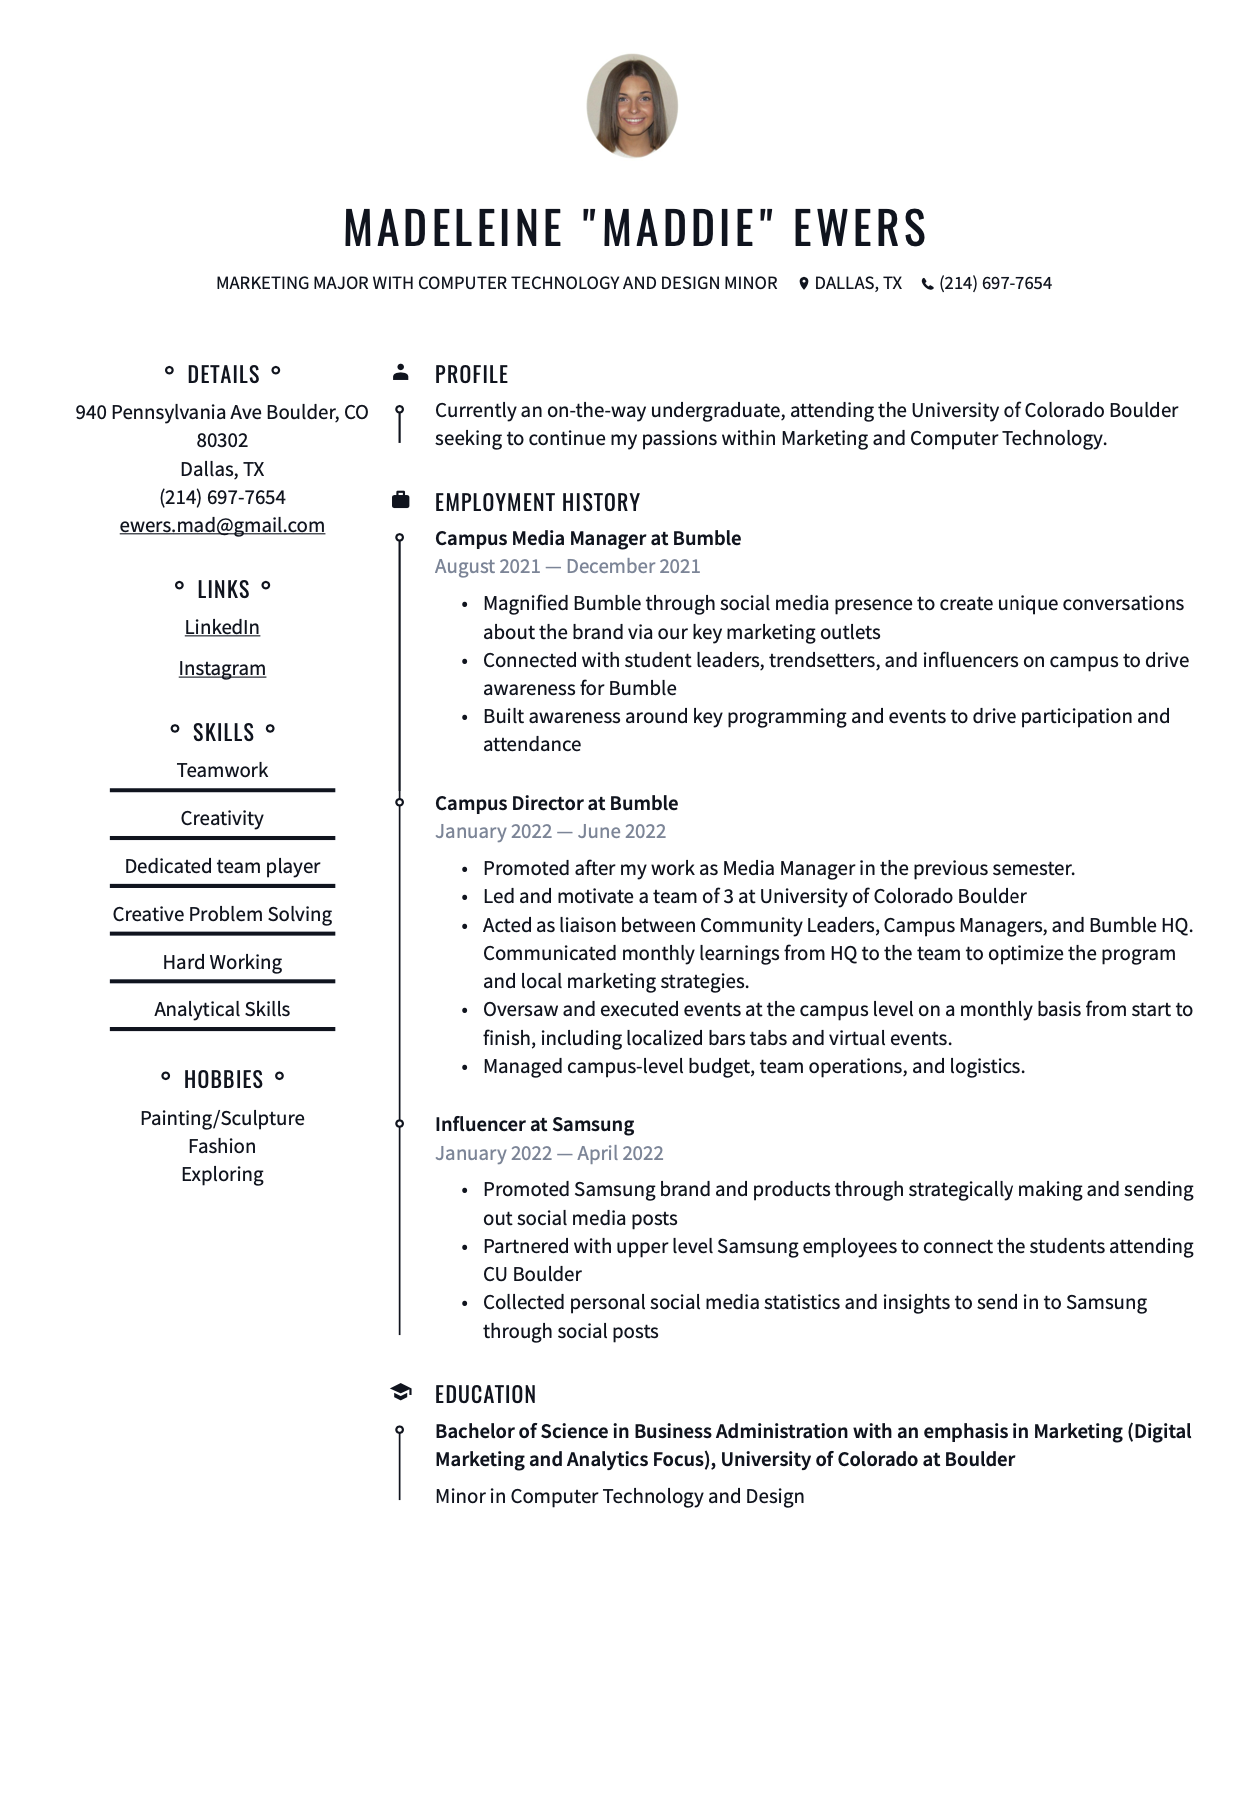 MADELEINE "MADDIE" EWERS
MARKETING MAJOR WITH COMPUTER TECHNOLOGY AND DESIGN MINOR DALLAS, TX (214) 697-7654
DETAILS
940 Pennsylvania Ave Boulder, CO
80302
Dallas, TX
(214) 697-7654
ewers.mad@gmail.com
LINKS
LinkedIn
Instagram
SKILLS
Teamwork
Creativity
Dedicated team player
Creative Problem Solving
Hard Working
Analytical Skills
HOBBIES
Painting/Sculpture
Fashion
Exploring
PROFILE
Currently an on-the-way undergraduate, attending the University of Colorado Boulder
seeking to continue my passions within Marketing and Computer Technology.
EMPLOYMENT HISTORY
Campus Media Manager at Bumble
August 2021 — December 2021
• Magnified Bumble through social media presence to create unique conversations
about the brand via our key marketing outlets
• Connected with student leaders, trendsetters, and influencers on campus to drive
awareness for Bumble
• Built awareness around key programming and events to drive participation and
attendance
Campus Director at Bumble
January 2022 — June 2022
• Promoted after my work as Media Manager in the previous semester.
• Led and motivate a team of 3 at University of Colorado Boulder
• Acted as liaison between Community Leaders, Campus Managers, and Bumble HQ.
Communicated monthly learnings from HQ to the team to optimize the program
and local marketing strategies.
• Oversaw and executed events at the campus level on a monthly basis from start to
finish, including localized bars tabs and virtual events.
• Managed campus-level budget, team operations, and logistics.
Influencer at Samsung
January 2022 — April 2022
• Promoted Samsung brand and products through strategically making and sending
out social media posts
• Partnered with upper level Samsung employees to connect the students attending
CU Boulder
• Collected personal social media statistics and insights to send in to Samsung
through social posts
EDUCATION
Bachelor of Science in Business Administration with an emphasis in Marketing (Digital
Marketing and Analytics Focus), University of Colorado at Boulder
Minor in Computer Technology and Design